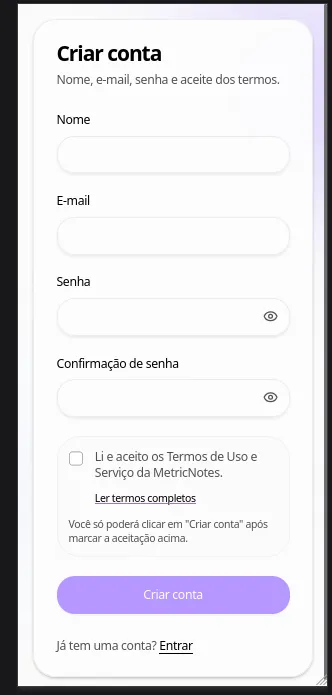 Criar conta
Nome, e-mail, senha e aceite dos termos.
Nome
E-mail
Senha
Confirmação de senha
Li e aceito os Termos de Uso e
Serviço da MetricNotes.
Ler termos completos
Você só poderá clicar em "Criar conta" após
marcar a aceitação acima.
Criar conta
Já tem uma conta? Entrar